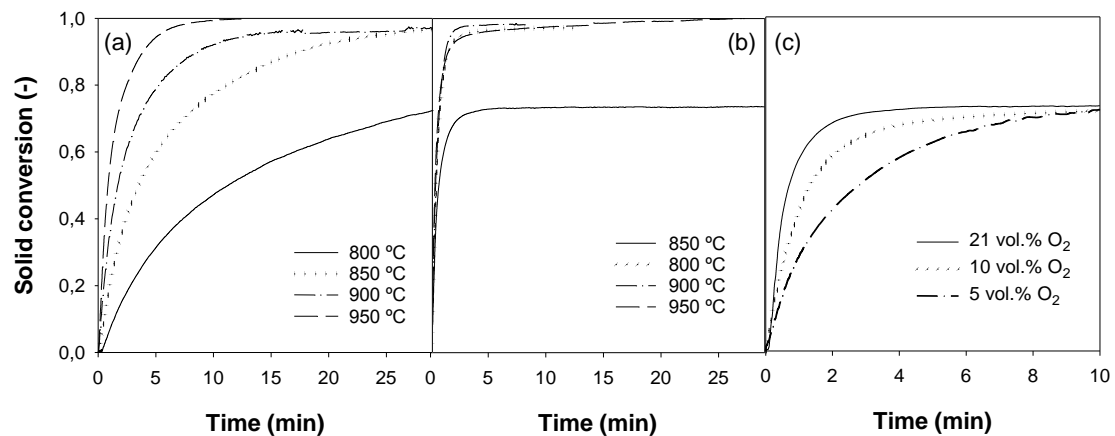 Solid conversion (-)
1,0
0,8
0,6
0,4
0,2
0,0
(a)
800 ºC
850 ºC
900 ºC
950 ºC
0 5 10 15 20 25
Time (min)
(b)
850 ºC
800 ºC
900 ºC
950 ºC
0 5 10 15 20 25
Time (min)
(c)
21 vol.% O₂
10 vol.% O₂
5 vol.% O₂
0 2 4 6 8 10
Time (min)